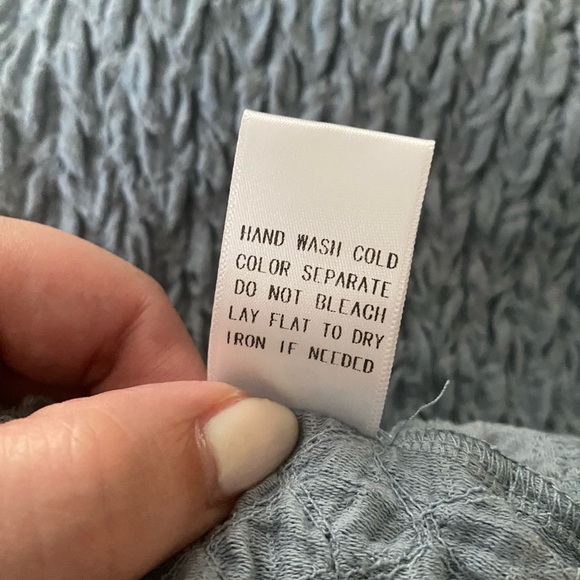 HAND WASH COLD
COLOR SEPARATE
DO NOT BLEACH
LAY FLAT TO DRY
IRON IF NEEDED